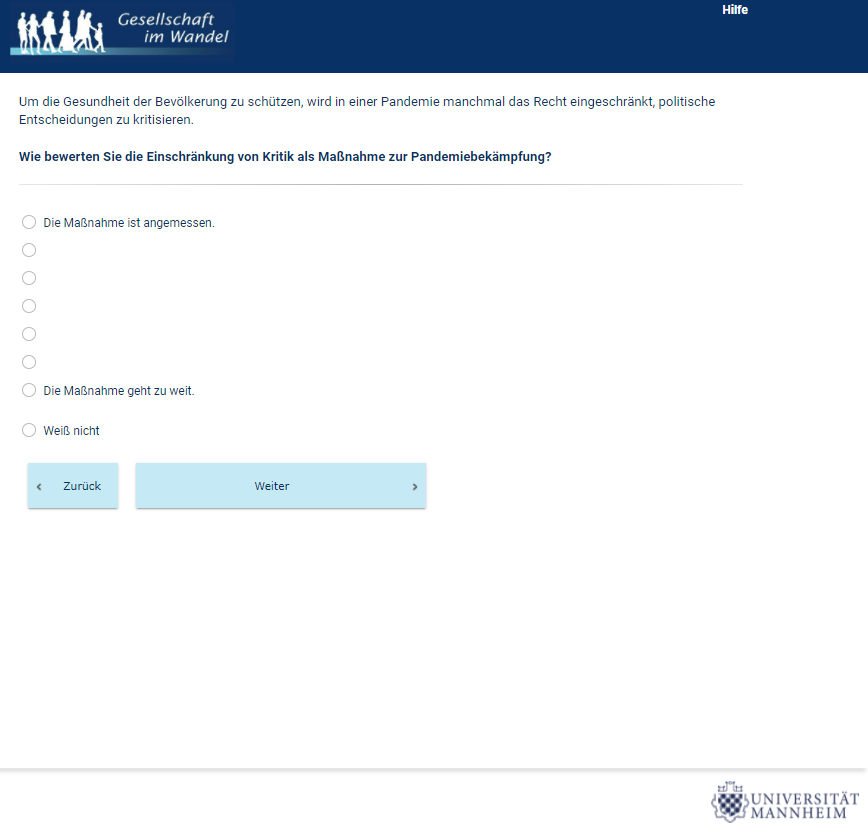 Gesellschaft
im Wandel
Hilfe
Um die Gesundheit der Bevölkerung zu schützen, wird in einer Pandemie manchmal das Recht eingeschränkt, politische
Entscheidungen zu kritisieren.
Wie bewerten Sie die Einschränkung von Kritik als Maßnahme zur Pandemiebekämpfung?
Die Maßnahme ist angemessen.
Die Maßnahme geht zu weit.
Weiß nicht
‹ Zurück
Weiter ›
UNIVERSITÄT
MANNHEIM